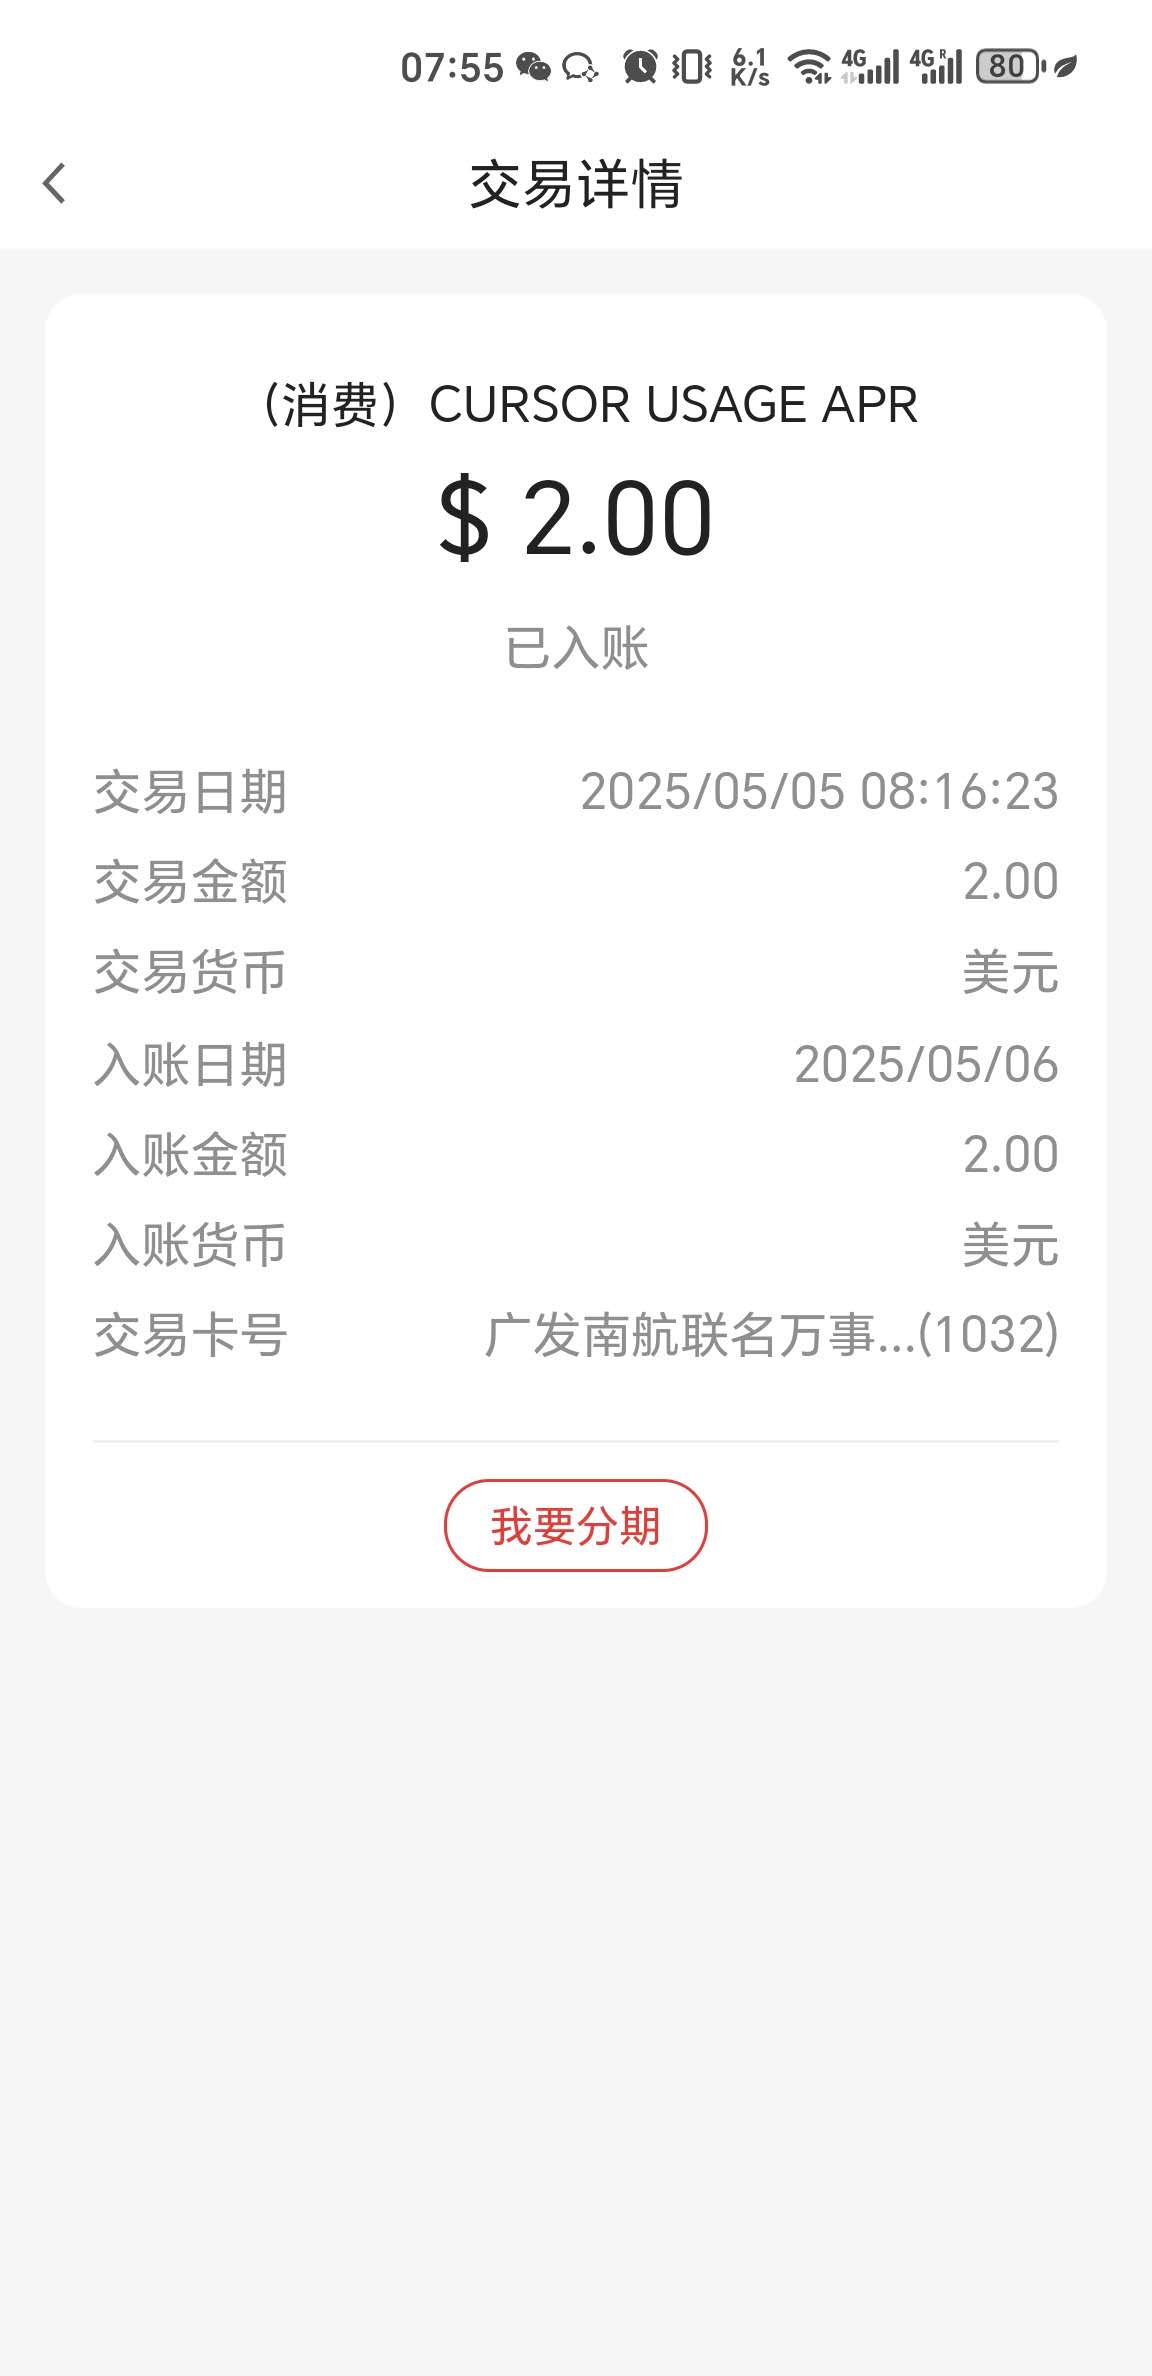 07:55 6.1 K/s 4G 4G R 80
交易详情
（消费）CURSOR USAGE APR
$ 2.00
已入账
交易日期 2025/05/05 08:16:23
交易金额 2.00
交易货币 美元
入账日期 2025/05/06
入账金额 2.00
入账货币 美元
交易卡号 广发南航联名万事...(1032)
我要分期